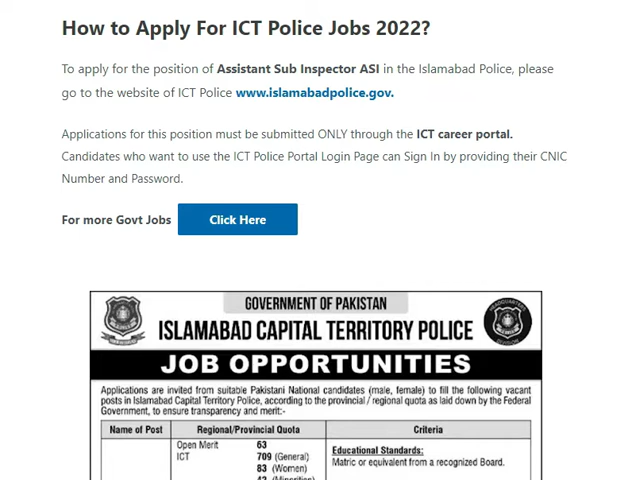 How to Apply For ICT Police Jobs 2022?
To apply for the position of Assistant Sub Inspector ASI in the Islamabad Police, please
go to the website of ICT Police www.islamabadpolice.gov.
Applications for this position must be submitted ONLY through the ICT career portal.
Candidates who want to use the ICT Police Portal Login Page can Sign In by providing their CNIC
Number and Password.
For more Govt Jobs Click Here
GOVERNMENT OF PAKISTAN
ISLAMABAD CAPITAL TERRITORY POLICE
JOB OPPORTUNITIES
Applications are invited from suitable Pakistani National candidates (male, female) to fill the following vacant
posts in Islamabad Capital Territory Police, according to the provincial / regional quota as laid down by the Federal
Government, to ensure transparency and merit:-
Name of Post Regional/Provincial Quota Criteria
Open Merit 63
ICT 709 (General)
83 (Women)
Educational Standards:
Matric or equivalent from a recognized Board.